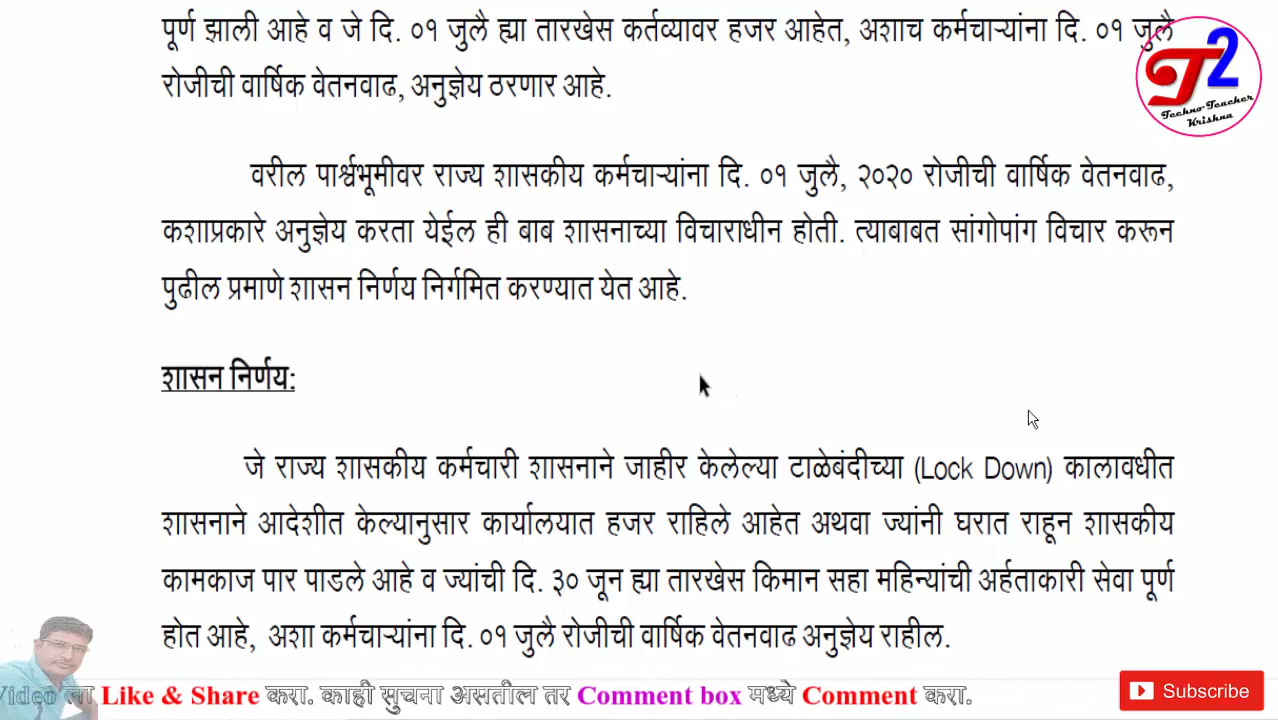 पूर्ण झाली आहे व जे दि. ०१ जुलै ह्या तारखेस कर्तव्यावर हजर आहेत, अशाच कर्मचाऱ्यांना दि. ०१ जुलै
रोजीची वार्षिक वेतनवाढ, अनुज्ञेय ठरणार आहे.
T2
Techno-Teacher
Krishna
वरील पार्श्वभूमीवर राज्य शासकीय कर्मचाऱ्यांना दि. ०१ जुलै, २०२० रोजीची वार्षिक वेतनवाढ,
कशाप्रकारे अनुज्ञेय करता येईल ही बाब शासनाच्या विचाराधीन होती. त्याबाबत सांगोपांग विचार करून
पुढील प्रमाणे शासन निर्णय निर्गमित करण्यात येत आहे.
शासन निर्णय:
जे राज्य शासकीय कर्मचारी शासनाने जाहीर केलेल्या टाळेबंदीच्या (Lock Down) कालावधीत
शासनाने आदेशीत केल्यानुसार कार्यालयात हजर राहिले आहेत अथवा ज्यांनी घरात राहून शासकीय
कामकाज पार पाडले आहे व ज्यांची दि. ३० जून ह्या तारखेस किमान सहा महिन्यांची अर्हताकारी सेवा पूर्ण
होत आहे, अशा कर्मचाऱ्यांना दि. ०१ जुलै रोजीची वार्षिक वेतनवाढ अनुज्ञेय राहील.
Video ला Like & Share करा. काही सुचना असतील तर Comment box मध्ये Comment करा.
Subscribe